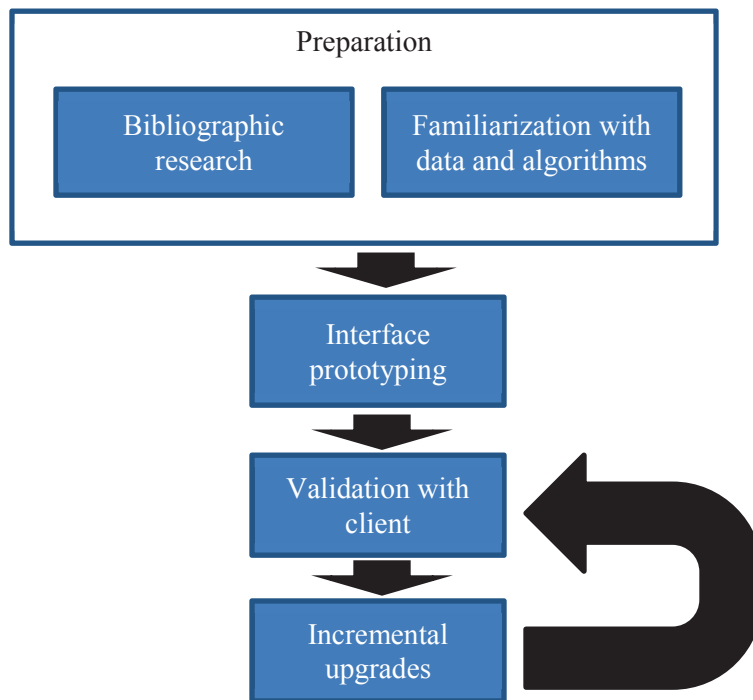 Preparation
Bibliographic
research
Familiarization with
data and algorithms
Interface
prototyping
Validation with
client
Incremental
upgrades